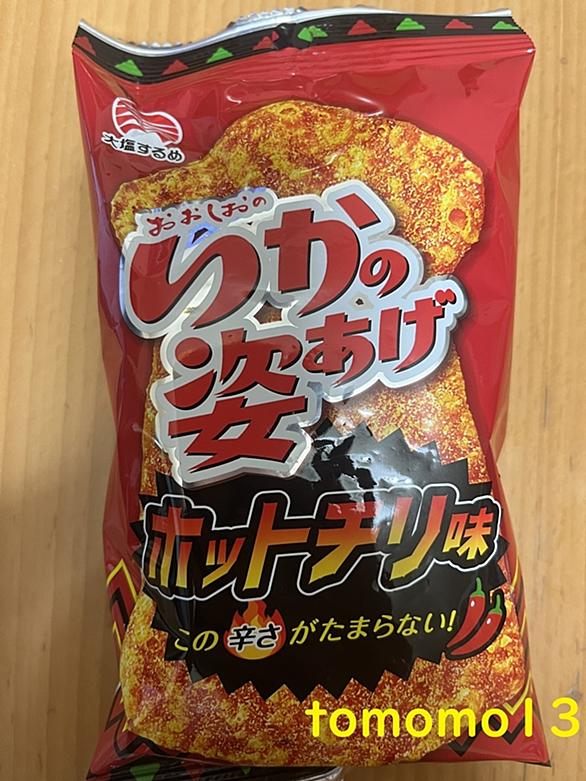 大塩するめ
おおしおの
いかの
姿あげ
ホットチリ味
この辛さがたまらない!
tomomo13